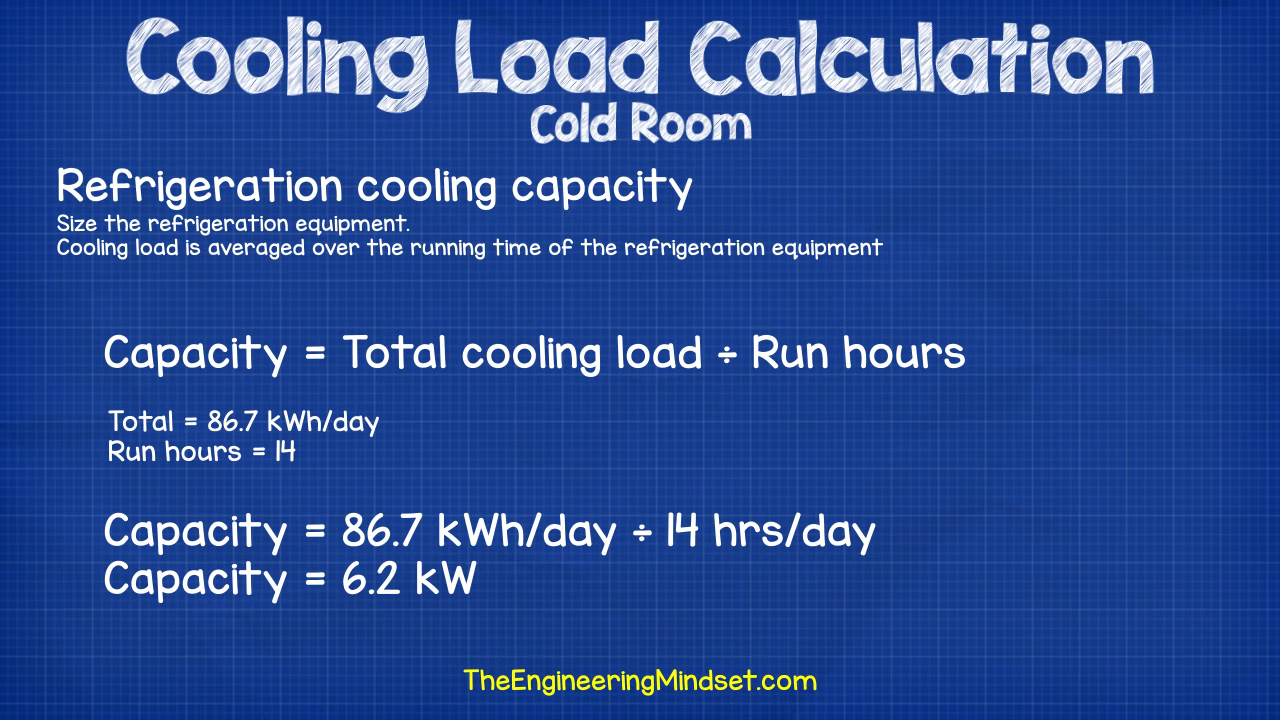 Cooling Load Calculation
Cold Room
Refrigeration cooling capacity
Size the refrigeration equipment.
Cooling load is averaged over the running time of the refrigeration equipment
Capacity = Total cooling load ÷ Run hours
Total = 86.7 kWh/day
Run hours = 14
Capacity = 86.7 kWh/day ÷ 14 hrs/day
Capacity = 6.2 kW
TheEngineeringMindset.com